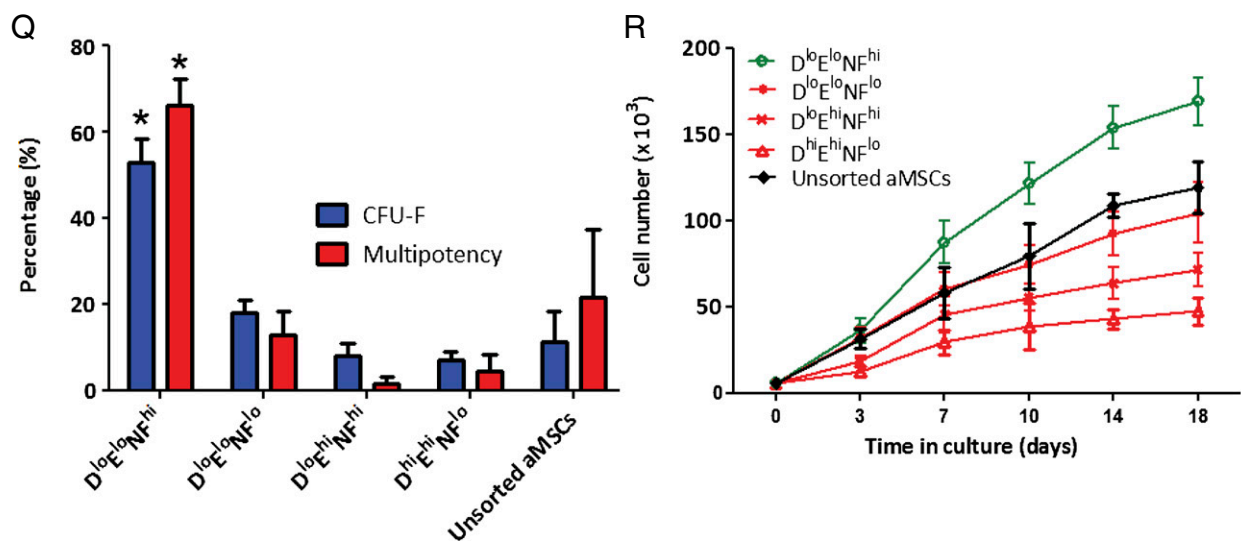 Q
80
60
40
20
0
Percentage (%)
*
*
CFU-F
Multipotency
DˡᵒEˡᵒNFʰⁱ
DˡᵒEˡᵒNFˡᵒ
DˡᵒEʰⁱNFʰⁱ
DʰⁱEʰⁱNFˡᵒ
Unsorted aMSCs
R
200
150
100
50
0
Cell number (x 10³)
DˡᵒEˡᵒNFʰⁱ
DˡᵒEˡᵒNFˡᵒ
DˡᵒEʰⁱNFʰⁱ
DʰⁱEʰⁱNFˡᵒ
Unsorted aMSCs
0 3 7 10 14 18
Time in culture (days)